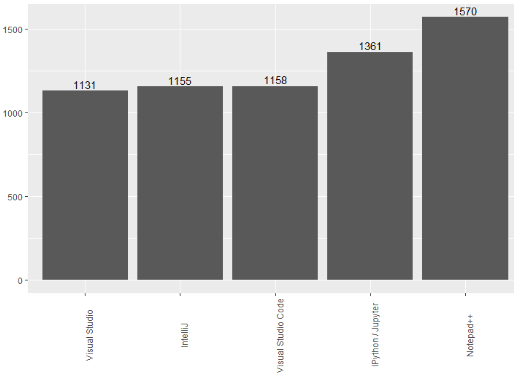 1570
1500
1361
1131
1155
1158
1000
500
0
Visual Studio
IntelliJ
Visual Studio Code
IPython / Jupyter
Notepad++